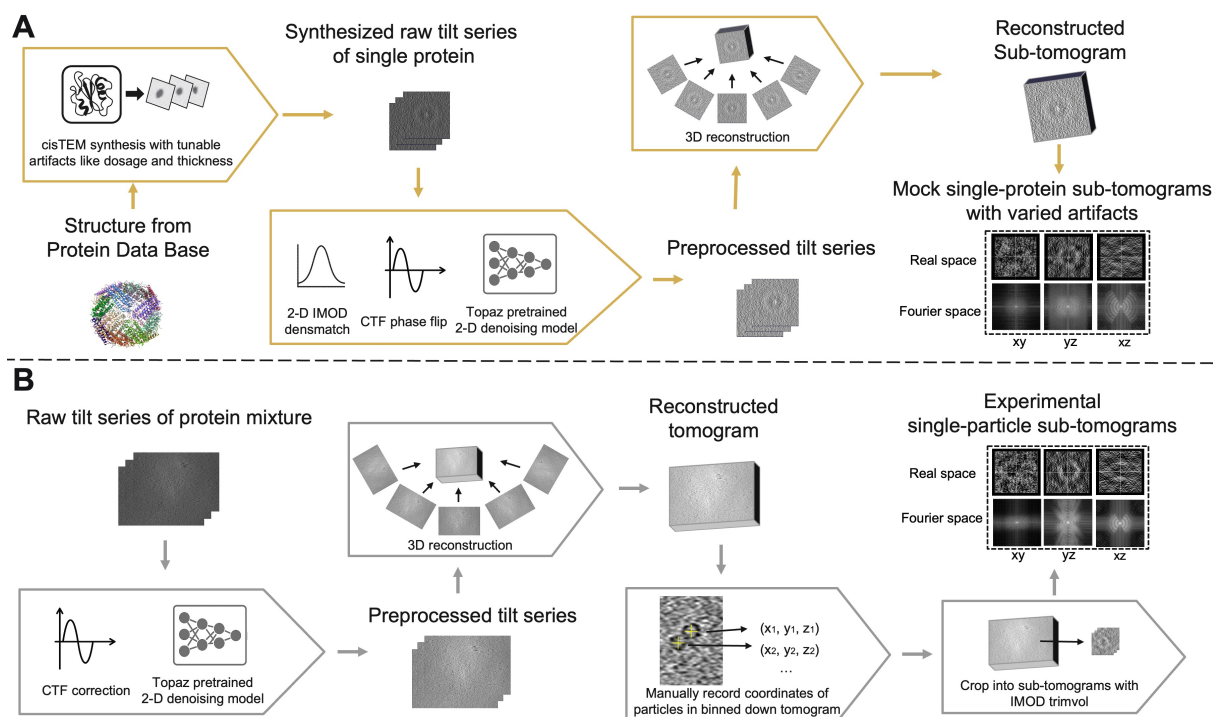 A
cisTEM synthesis with tunable
artifacts like dosage and thickness
Structure from
Protein Data Base
Synthesized raw tilt series
of single protein
2-D IMOD
densmatch
CTF phase flip
Topaz pretrained
2-D denoising model
Preprocessed tilt series
3D reconstruction
Reconstructed
Sub-tomogram
Mock single-protein sub-tomograms
with varied artifacts
Real space
Fourier space
xy
yz
xz
B
Raw tilt series of protein mixture
CTF correction
Topaz pretrained
2-D denoising model
Preprocessed tilt series
3D reconstruction
Reconstructed
tomogram
(x₁, y₁, z₁)
(x₂, y₂, z₂)
...
Manually record coordinates of
particles in binned down tomogram
Crop into sub-tomograms with
IMOD trimvol
Experimental
single-particle sub-tomograms
Real space
Fourier space
xy
yz
xz